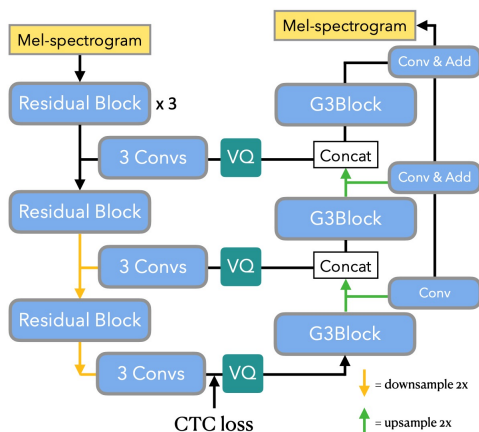 Mel-spectrogram
Mel-spectrogram
Conv & Add
Residual Block x 3
G3Block
3 Convs
VQ
Concat
Conv & Add
Residual Block
G3Block
3 Convs
VQ
Concat
Conv
Residual Block
G3Block
3 Convs
VQ
= downsample 2x
CTC loss
= upsample 2x